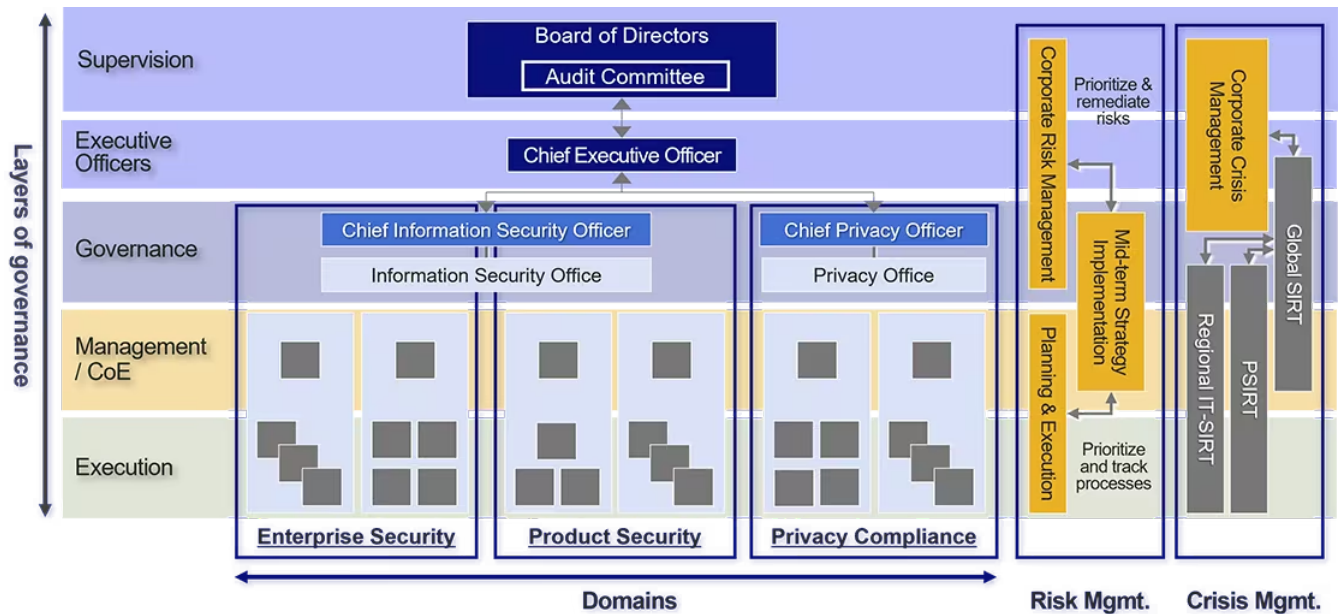 Layers of governance
Supervision
Board of Directors
Audit Committee
Executive
Officers
Chief Executive Officer
Governance
Chief Information Security Officer
Information Security Office
Chief Privacy Officer
Privacy Office
Management
/ CoE
Execution
Enterprise Security
Product Security
Privacy Compliance
Domains
Corporate Risk Management
Prioritize &
remediate
risks
Mid-term Strategy
Implementation
Planning & Execution
Prioritize
and track
processes
Risk Mgmt.
Corporate Crisis
Management
Global SIRT
Regional IT-SIRT
PSIRT
Crisis Mgmt.